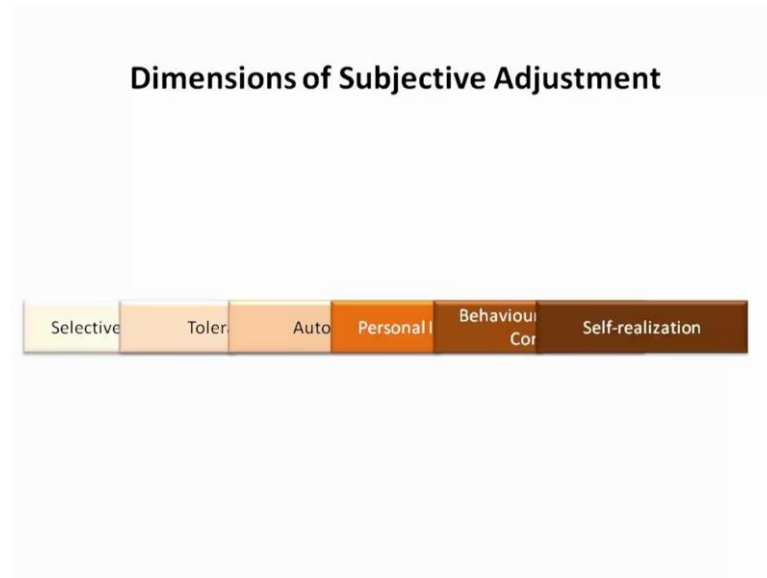 Dimensions of Subjective Adjustment
Selective
Toler
Auto
Personal
Behaviour
Cor
Self-realization